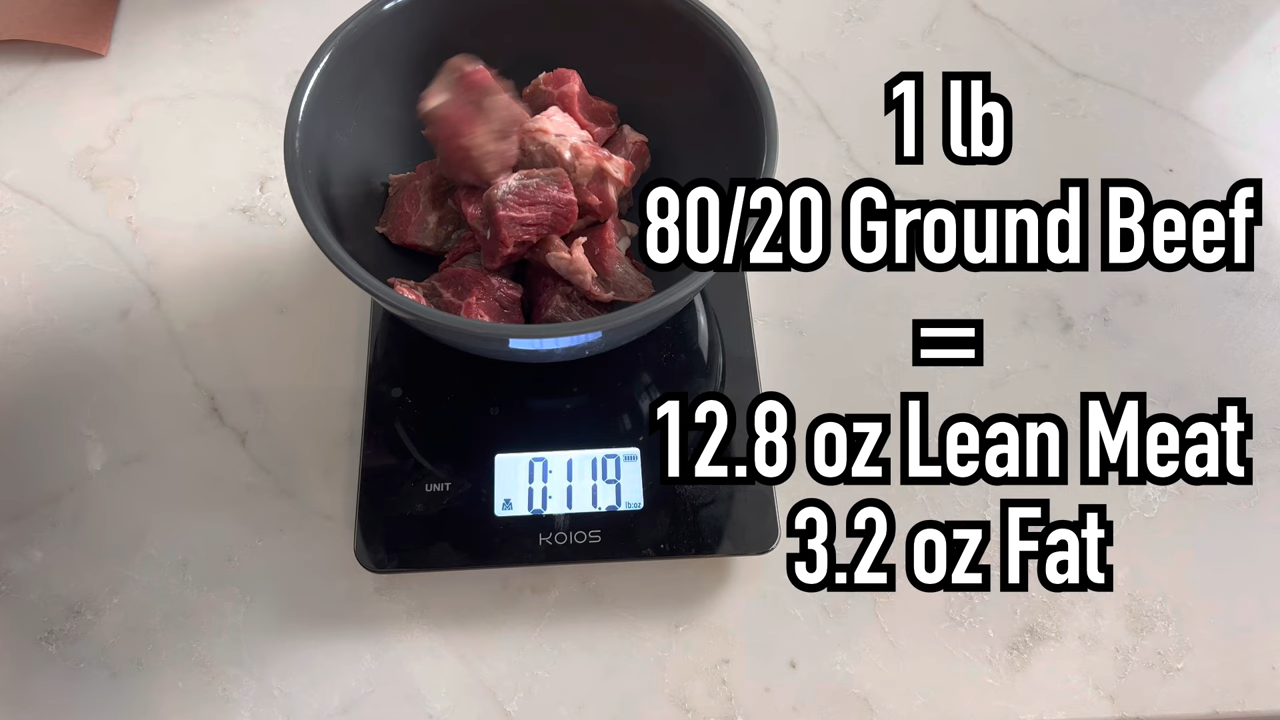 1 lb
80/20 Ground Beef
=
12.8 oz Lean Meat
3.2 oz Fat
UNIT
0:11.9
lb:oz
KOIOS